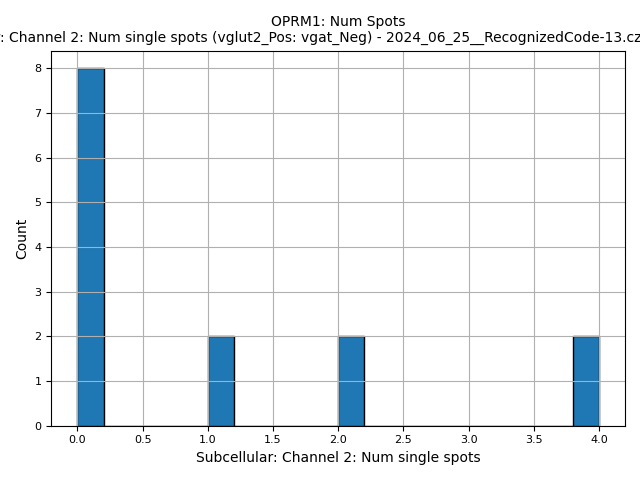 OPRM1: Num Spots
: Channel 2: Num single spots (vglut2_Pos: vgat_Neg) - 2024_06_25__RecognizedCode-13.cz
8
7
6
5
4
3
2
1
0
Count
0.0 0.5 1.0 1.5 2.0 2.5 3.0 3.5 4.0
Subcellular: Channel 2: Num single spots